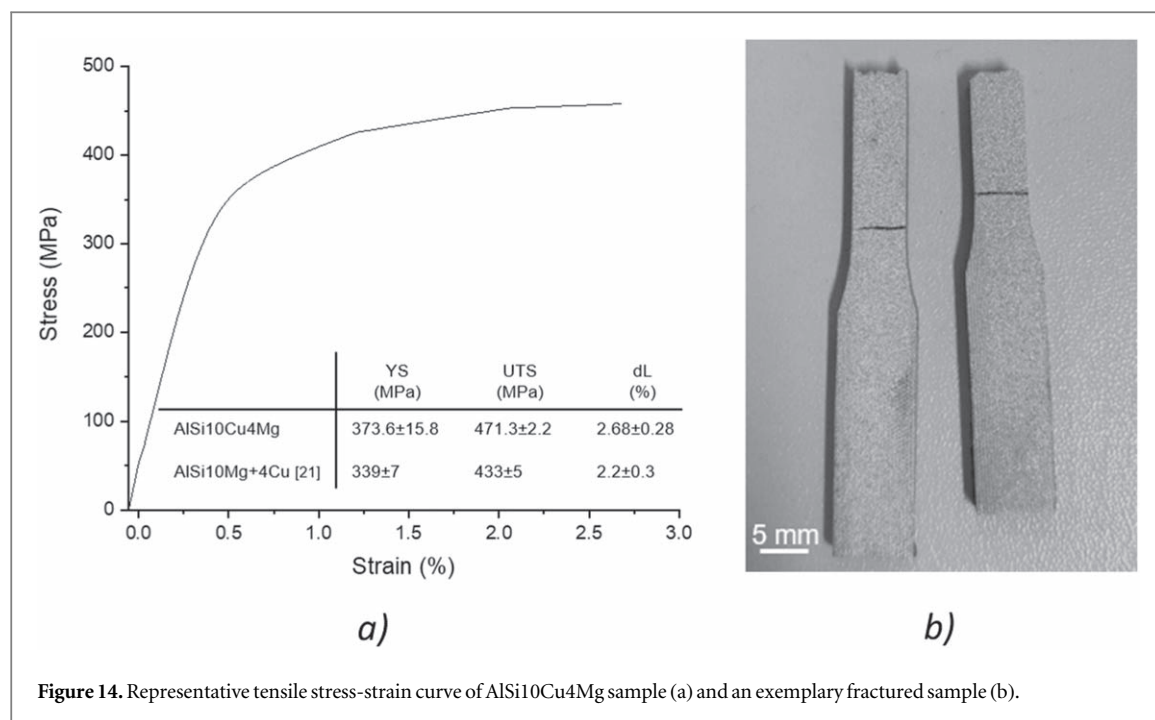 500
400
300
200
100
0
Stress (MPa)
0.0 0.5 1.0 1.5 2.0 2.5 3.0
Strain (%)
YS UTS dL
(MPa) (MPa) (%)
AlSi10Cu4Mg 373.6±15.8 471.3±2.2 2.68±0.28
AlSi10Mg+4Cu [21] 339±7 433±5 2.2±0.3
5 mm
a) b)
Figure 14. Representative tensile stress-strain curve of AlSi10Cu4Mg sample (a) and an exemplary fractured sample (b).